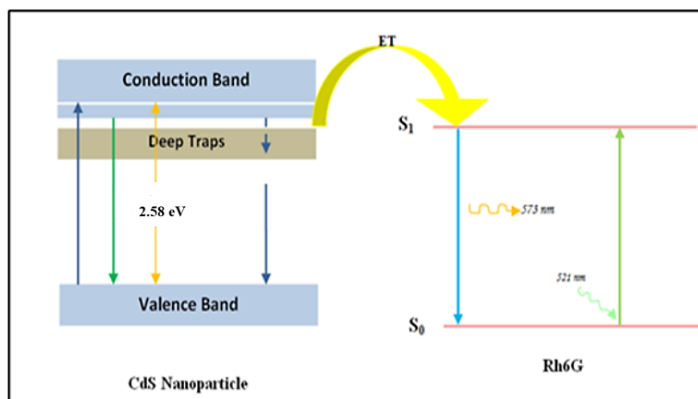 ET
Conduction Band
Deep Traps
2.58 eV
Valence Band
CdS Nanoparticle
S1
573 nm
521 nm
S0
Rh6G